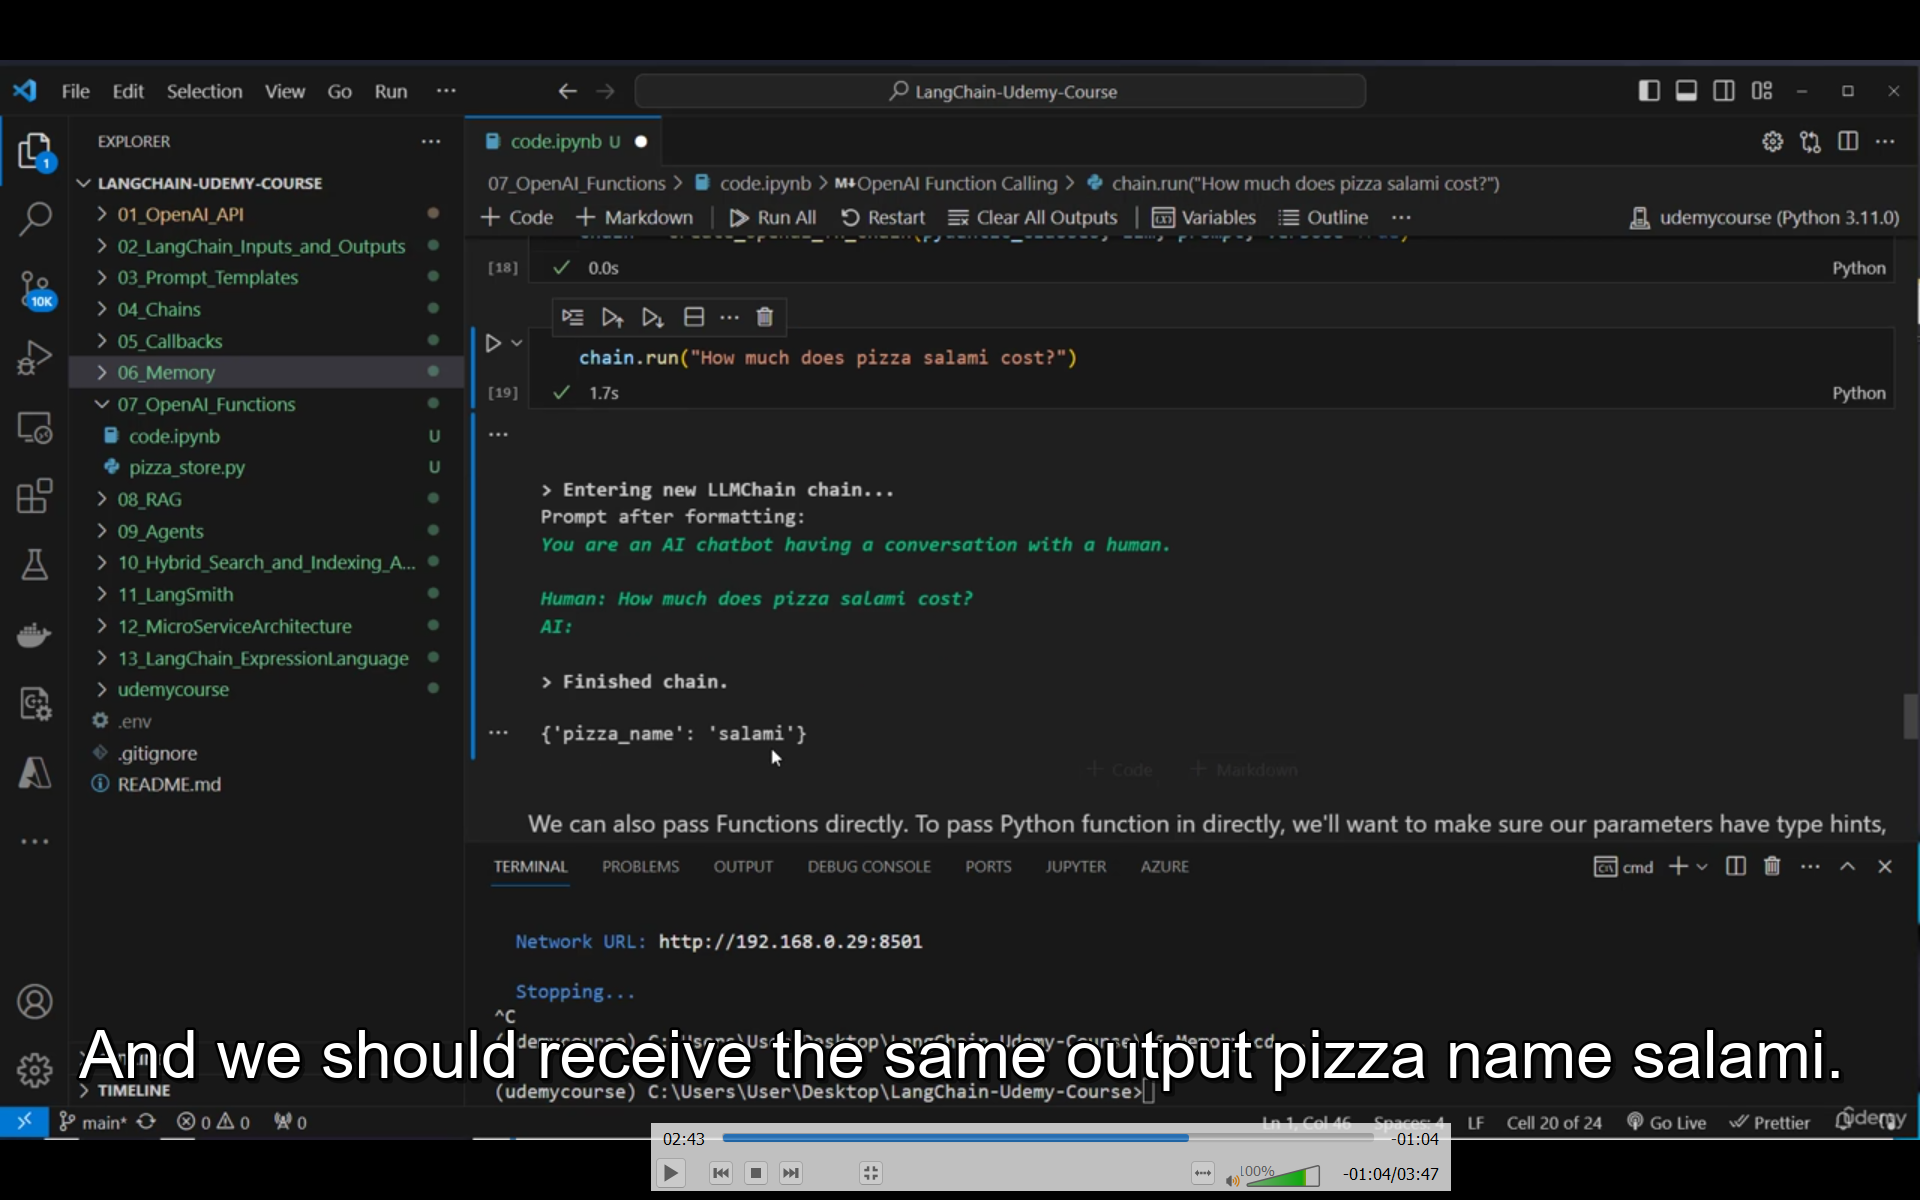 File Edit Selection View Go Run ···
LangChain-Udemy-Course
EXPLORER
LANGCHAIN-UDEMY-COURSE
01_OpenAI_API
02_LangChain_Inputs_and_Outputs
03_Prompt_Templates
04_Chains
05_Callbacks
06_Memory
07_OpenAI_Functions
code.ipynb U
pizza_store.py U
08_RAG
09_Agents
10_Hybrid_Search_and_Indexing_A...
11_LangSmith
12_MicroServiceArchitecture
13_LangChain_ExpressionLanguage
udemycourse
.env
.gitignore
README.md
TIMELINE
1
10K
code.ipynb U
07_OpenAI_Functions > code.ipynb > M↓OpenAI Function Calling > chain.run("How much does pizza salami cost?")
+ Code + Markdown Run All Restart Clear All Outputs Variables Outline ··· udemycourse (Python 3.11.0)
[18] 0.0s Python
chain.run("How much does pizza salami cost?")
[19] 1.7s Python
> Entering new LLMChain chain...
Prompt after formatting:
You are an AI chatbot having a conversation with a human.
Human: How much does pizza salami cost?
AI:
> Finished chain.
{'pizza_name': 'salami'}
+ Code + Markdown
We can also pass Functions directly. To pass Python function in directly, we'll want to make sure our parameters have type hints,
TERMINAL PROBLEMS OUTPUT DEBUG CONSOLE PORTS JUPYTER AZURE cmd
Network URL: http://192.168.0.29:8501
Stopping...
^C
And we should receive the same output pizza name salami.
(udemycourse) C:\Users\User\Desktop\LangChain-Udemy-Course>
main* 0 0 0 Ln 1, Col 46 Spaces: 4 LF Cell 20 of 24 Go Live Prettier
udemy
02:43 -01:04
100% -01:04/03:47